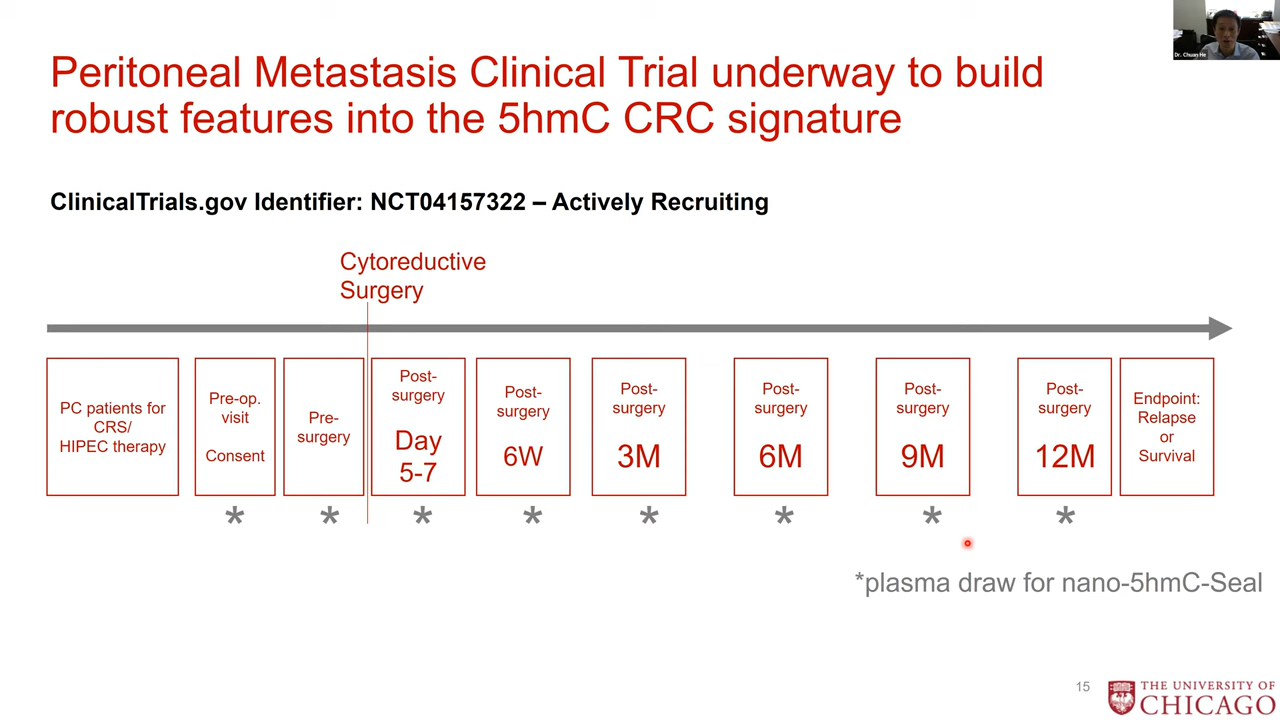 Dr. Chuan He
Peritoneal Metastasis Clinical Trial underway to build
robust features into the 5hmC CRC signature
ClinicalTrials.gov Identifier: NCT04157322 – Actively Recruiting
Cytoreductive
Surgery
PC patients for
CRS/
HIPEC therapy
Pre-op.
visit
Consent
Pre-
surgery
Post-
surgery
Day
5-7
Post-
surgery
6W
Post-
surgery
3M
Post-
surgery
6M
Post-
surgery
9M
Post-
surgery
12M
Endpoint:
Relapse
or
Survival
* * * * * * * *
*plasma draw for nano-5hmC-Seal
15
THE UNIVERSITY OF
CHICAGO